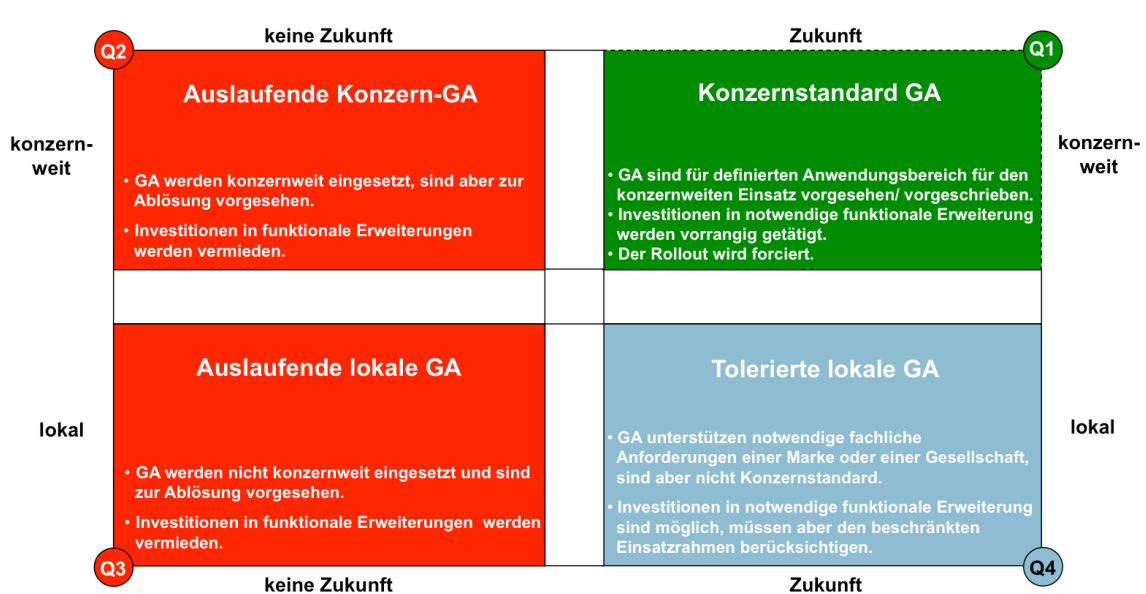 keine Zukunft
Zukunft
Q2
Q1
Auslaufende Konzern-GA
Konzernstandard GA
konzern-
weit
konzern-
weit
• GA werden konzernweit eingesetzt, sind aber zur
Ablösung vorgesehen.
• Investitionen in funktionale Erweiterungen
werden vermieden.
• GA sind für definierten Anwendungsbereich für den
konzernweiten Einsatz vorgesehen/ vorgeschrieben.
• Investitionen in notwendige funktionale Erweiterung
werden vorrangig getätigt.
• Der Rollout wird forciert.
Auslaufende lokale GA
Tolerierte lokale GA
lokal
lokal
• GA werden nicht konzernweit eingesetzt und sind
zur Ablösung vorgesehen.
• Investitionen in funktionale Erweiterungen werden
vermieden.
• GA unterstützen notwendige fachliche
Anforderungen einer Marke oder einer Gesellschaft,
sind aber nicht Konzernstandard.
• Investitionen in notwendige funktionale Erweiterung
sind möglich, müssen aber den beschränkten
Einsatzrahmen berücksichtigen.
Q3
Q4
keine Zukunft
Zukunft